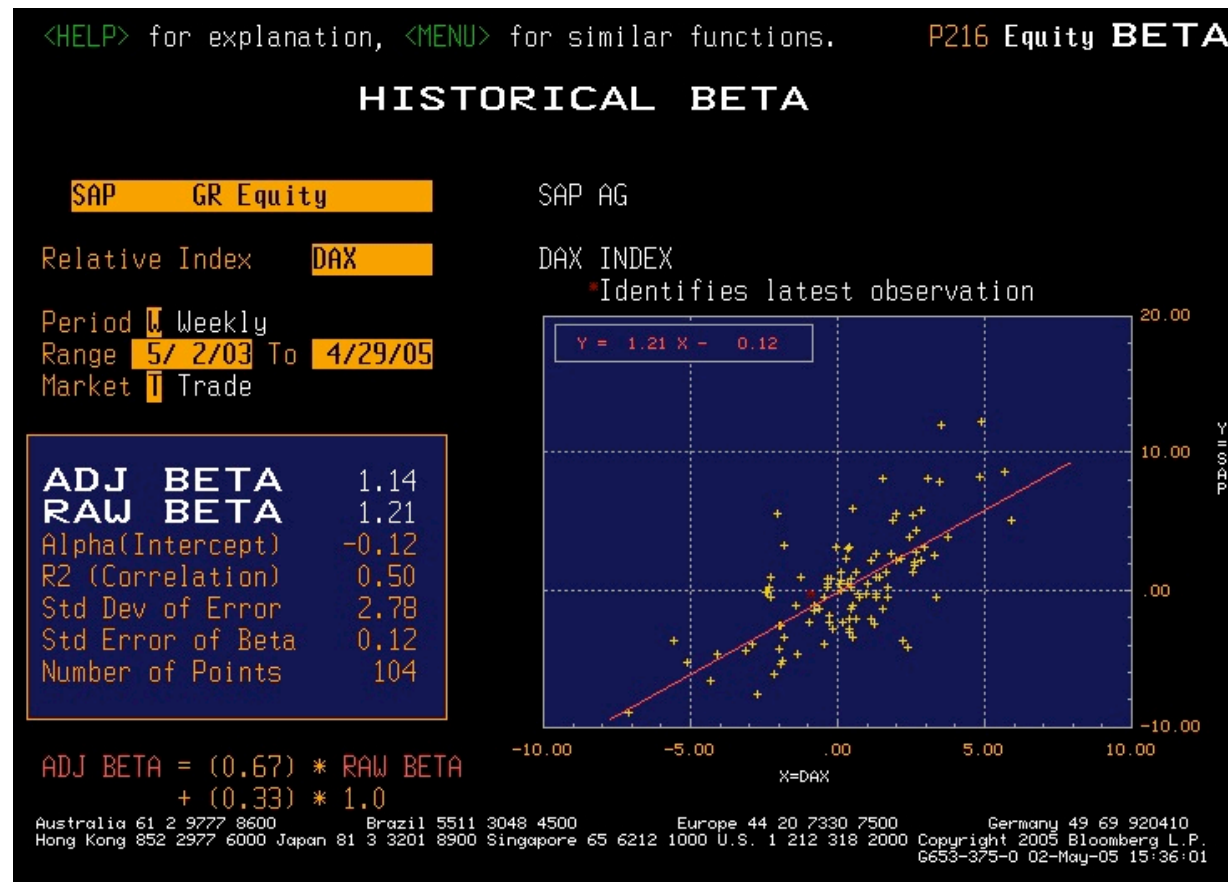 <HELP> for explanation, <MENU> for similar functions. P216 Equity BETA
HISTORICAL BETA
SAP GR Equity
SAP AG
Relative Index DAX
DAX INDEX
*Identifies latest observation
Period W Weekly
Range 5/ 2/03 To 4/29/05
Market T Trade
Y = 1.21 X - 0.12
20.00
10.00
.00
-10.00
Y=SAP
ADJ BETA 1.14
RAW BETA 1.21
Alpha(Intercept) -0.12
R2 (Correlation) 0.50
Std Dev of Error 2.78
Std Error of Beta 0.12
Number of Points 104
-10.00 -5.00 .00 5.00 10.00
X=DAX
ADJ BETA = (0.67) * RAW BETA
+ (0.33) * 1.0
Australia 61 2 9777 8600 Brazil 5511 3048 4500 Europe 44 20 7330 7500 Germany 49 69 920410
Hong Kong 852 2977 6000 Japan 81 3 3201 8900 Singapore 65 6212 1000 U.S. 1 212 318 2000 Copyright 2005 Bloomberg L.P.
G653-375-0 02-May-05 15:36:01